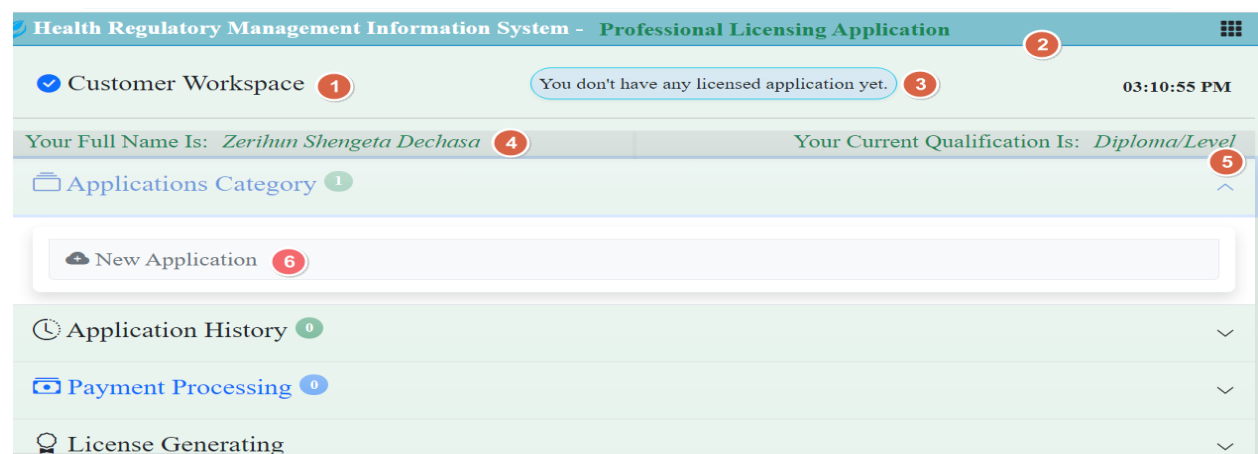 Health Regulatory Management Information System - Professional Licensing Application
2
Customer Workspace 1 You don't have any licensed application yet. 3 03:10:55 PM
Your Full Name Is: Zerihun Shengeta Dechasa 4 Your Current Qualification Is: Diploma/Level
5
Applications Category 1
New Application 6
Application History 0
Payment Processing 0
License Generating